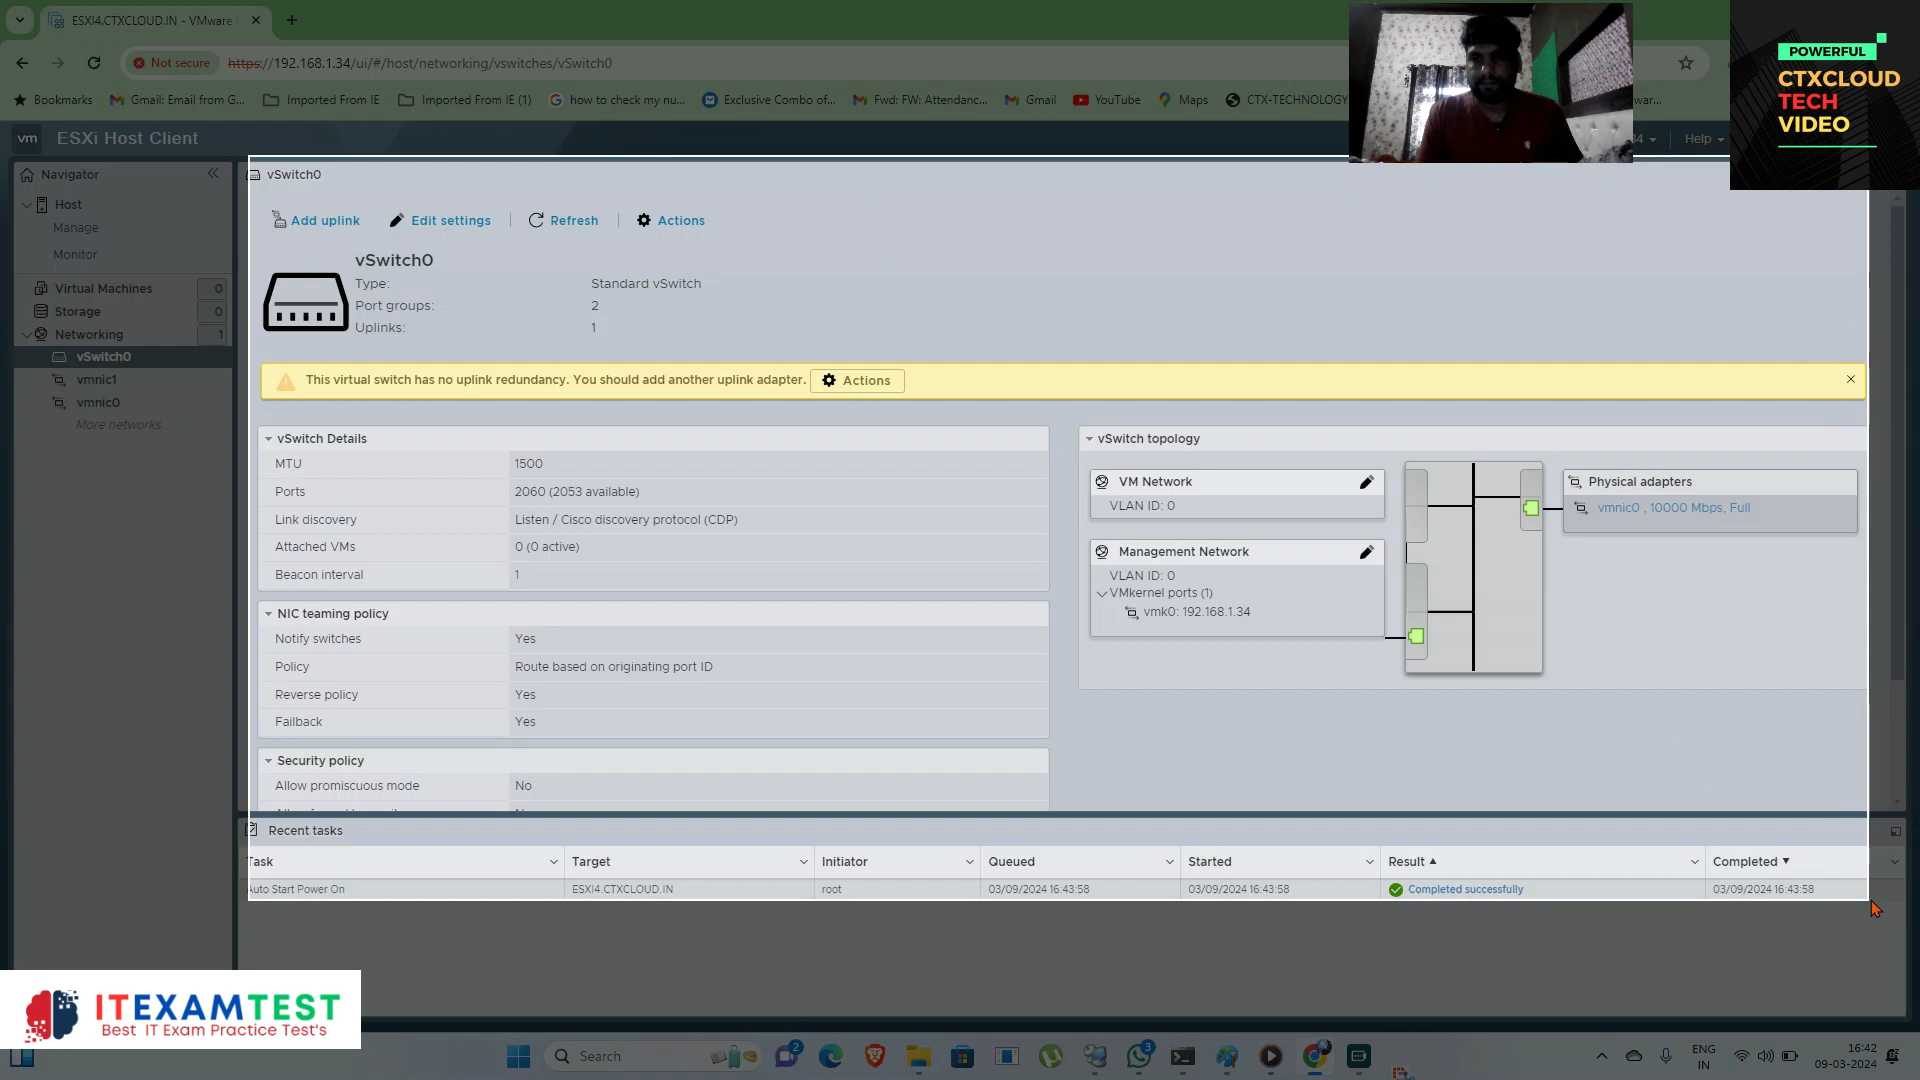 ESXI4.CTXCLOUD.IN - VMware
Not secure
https://192.168.1.34/ui/#/host/networking/vswitches/vSwitch0
Bookmarks
Gmail: Email from G...
Imported From IE
Imported From IE (1)
how to check my nu...
Exclusive Combo of...
Fwd: FW: Attendanc...
Gmail
YouTube
Maps
CTX-TECHNOLOGY
POWERFUL
CTXCLOUD
TECH
VIDEO
vm
ESXi Host Client
Help
Navigator
Host
Manage
Monitor
Virtual Machines 0
Storage 0
Networking 1
vSwitch0
vmnic1
vmnic0
More networks...
vSwitch0
Add uplink
Edit settings
Refresh
Actions
vSwitch0
Type: Standard vSwitch
Port groups: 2
Uplinks: 1
This virtual switch has no uplink redundancy. You should add another uplink adapter. Actions
vSwitch Details
MTU 1500
Ports 2060 (2053 available)
Link discovery Listen / Cisco discovery protocol (CDP)
Attached VMs 0 (0 active)
Beacon interval 1
NIC teaming policy
Notify switches Yes
Policy Route based on originating port ID
Reverse policy Yes
Failback Yes
Security policy
Allow promiscuous mode No
vSwitch topology
VM Network
VLAN ID: 0
Management Network
VLAN ID: 0
VMkernel ports (1)
vmk0: 192.168.1.34
Physical adapters
vmnic0 , 10000 Mbps, Full
Recent tasks
Task Target Initiator Queued Started Result Completed
Auto Start Power On ESXI4.CTXCLOUD.IN root 03/09/2024 16:43:58 03/09/2024 16:43:58 Completed successfully 03/09/2024 16:43:58
ITEXAMTEST
Best IT Exam Practice Test's
Search
2
3
ENG
IN
16:42
09-03-2024